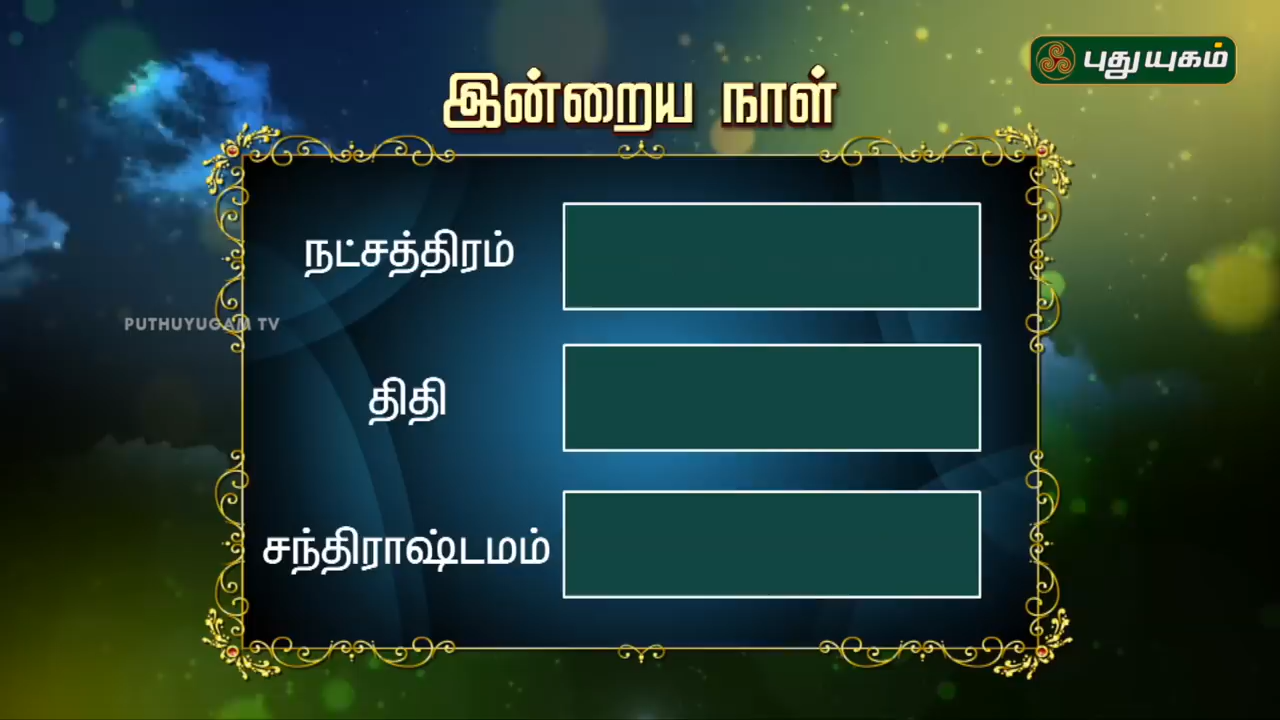 புதுயுகம்
இன்றைய நாள்
நட்சத்திரம்
PUTHUYUGAM TV
திதி
சந்திராஷ்டமம்